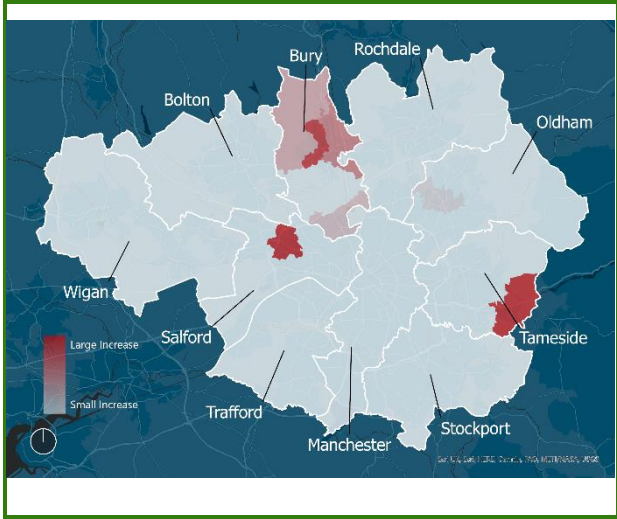 Rochdale
Bury
Bolton
Oldham
Wigan
Large Increase
Salford
Tameside
Small Increase
Trafford
Stockport
Manchester